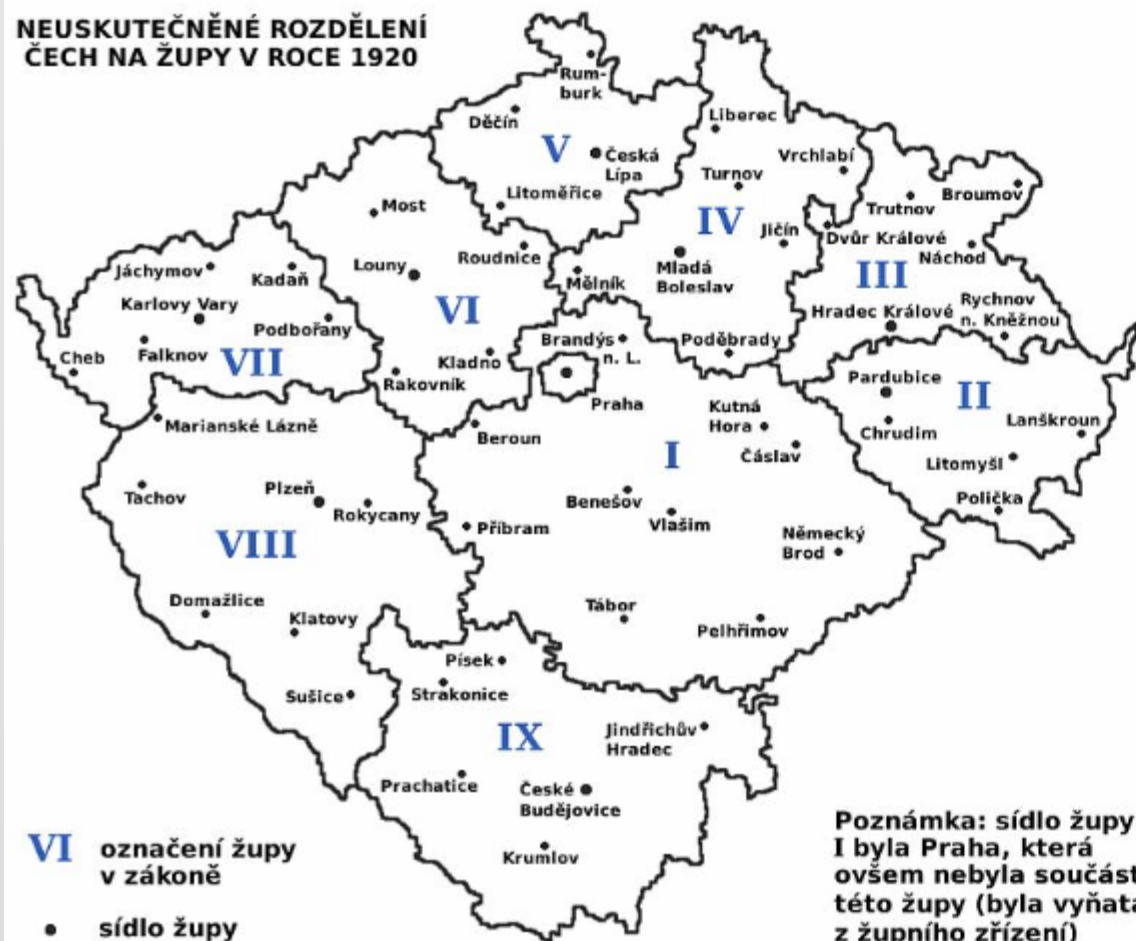 NEUSKUTEČNĚNÉ ROZDĚLENÍ
ČECH NA ŽUPY V ROCE 1920
Rum-
burk
Děčín
Liberec
V
Česká
Lípa
Vrchlabí
Turnov
Litoměřice
Broumov
Trutnov
Most
IV
Jičín
Dvůr Králové
Náchod
Roudnice
Louny
Jáchymov
Kadaň
Mělník
Mladá
Boleslav
III
Karlovy Vary
Podbořany
VI
Hradec Králové
Rychnov
n. Kněžnou
Brandýs
n. L.
Poděbrady
Cheb
Falknov
VII
Kladno
Rakovník
Praha
Pardubice
II
Kutná
Hora
Chrudim
Lanškroun
Marianské Lázně
Beroun
I
Čáslav
Litomyšl
Tachov
Plzeň
Rokycany
Benešov
Vlašim
Polička
Příbram
Německý
Brod
VIII
Domažlice
Klatovy
Tábor
Pelhřimov
Písek
Strakonice
Sušice
IX
Jindřichův
Hradec
Prachatice
České
Budějovice
Krumlov
VI označení župy
v zákoně
sídlo župy
Poznámka: sídlo župy
I byla Praha, která
ovšem nebyla součást
této župy (byla vyňata
z župního zřízení)